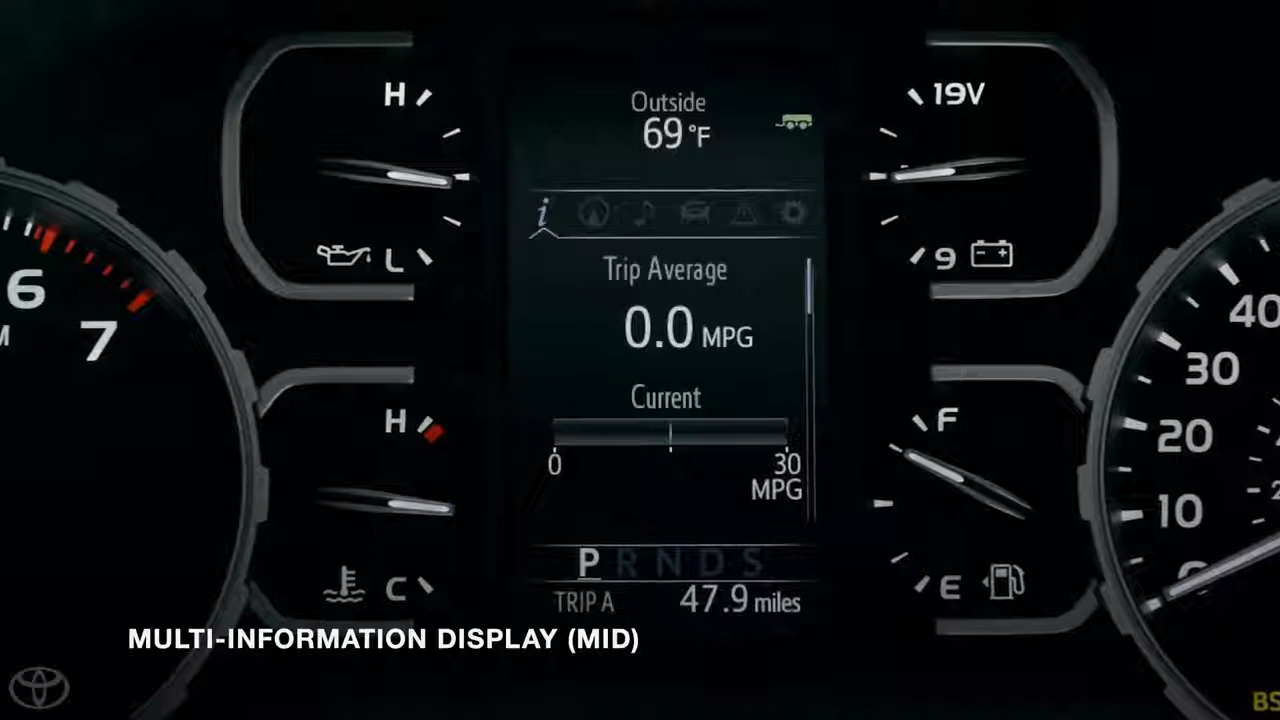 H
19V
Outside
69°F
i
L
9
Trip Average
0.0 MPG
6
7
40
30
20
10
Current
H
F
0
30
MPG
P R N D S
C
E
TRIP A
47.9 miles
MULTI-INFORMATION DISPLAY (MID)